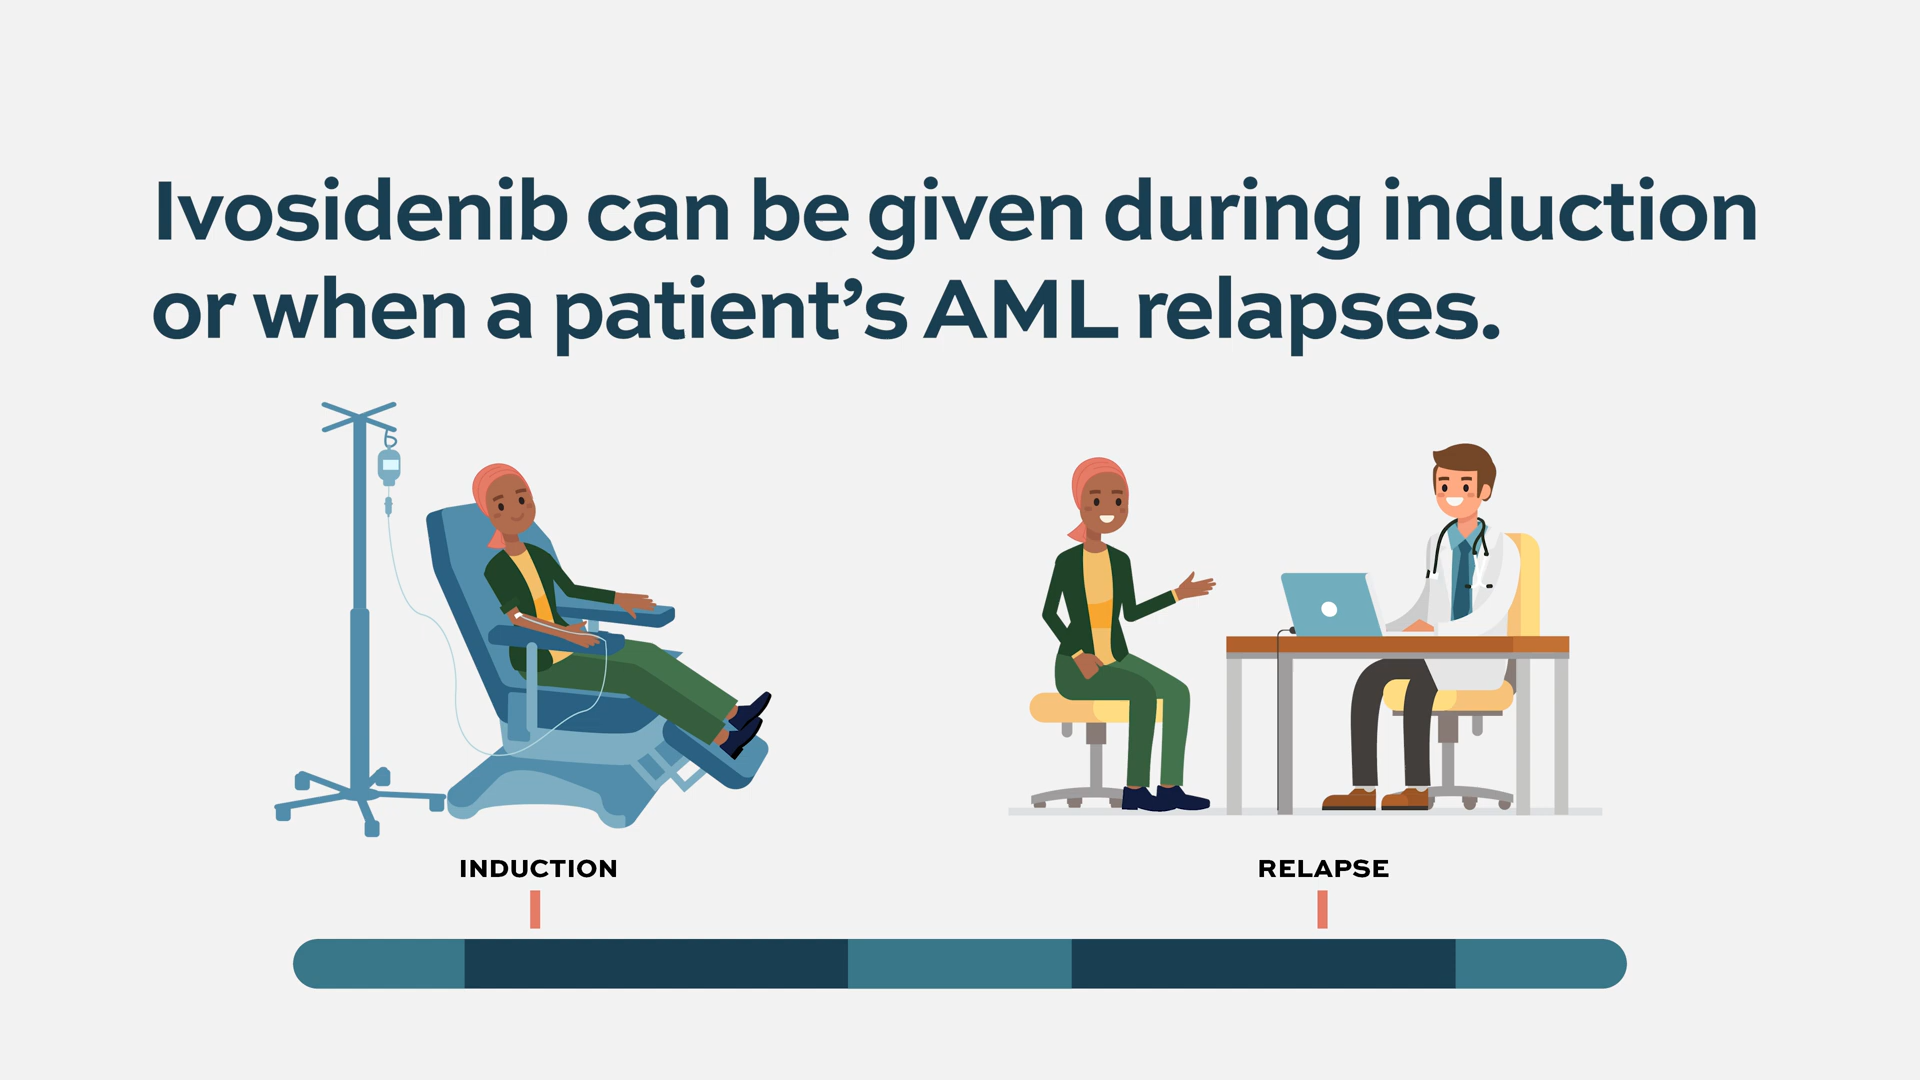 Ivosidenib can be given during induction
or when a patient’s AML relapses.
INDUCTION
RELAPSE